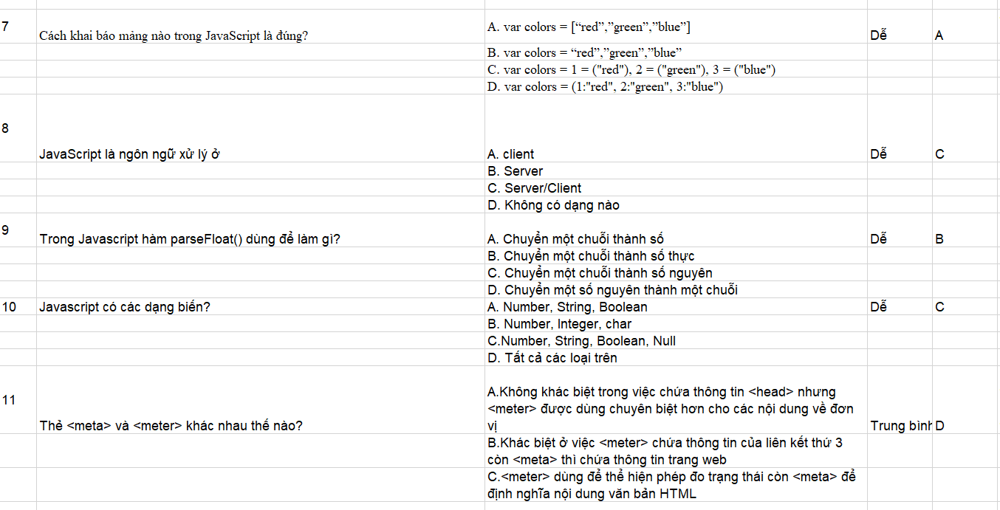 7
Cách khai báo mảng nào trong JavaScript là đúng?
A. var colors = [“red”,”green”,”blue”]
Dễ
A
B. var colors = “red”,”green”,”blue”
C. var colors = 1 = ("red"), 2 = ("green"), 3 = ("blue")
D. var colors = (1:"red", 2:"green", 3:"blue")
8
JavaScript là ngôn ngữ xử lý ở
A. client
Dễ
C
B. Server
C. Server/Client
D. Không có dạng nào
9
Trong Javascript hàm parseFloat() dùng để làm gì?
A. Chuyển một chuỗi thành số
Dễ
B
B. Chuyển một chuỗi thành số thực
C. Chuyển một chuỗi thành số nguyên
D. Chuyển một số nguyên thành một chuỗi
10
Javascript có các dạng biến?
A. Number, String, Boolean
Dễ
C
B. Number, Integer, char
C.Number, String, Boolean, Null
D. Tất cả các loại trên
11
Thẻ <meta> và <meter> khác nhau thế nào?
A.Không khác biệt trong việc chứa thông tin <head> nhưng
<meter> được dùng chuyên biệt hơn cho các nội dung về đơn
vị
Trung bình
D
B.Khác biệt ở việc <meter> chứa thông tin của liên kết thứ 3
còn <meta> thì chứa thông tin trang web
C.<meter> dùng để thể hiện phép đo trạng thái còn <meta> để
định nghĩa nội dung văn bản HTML